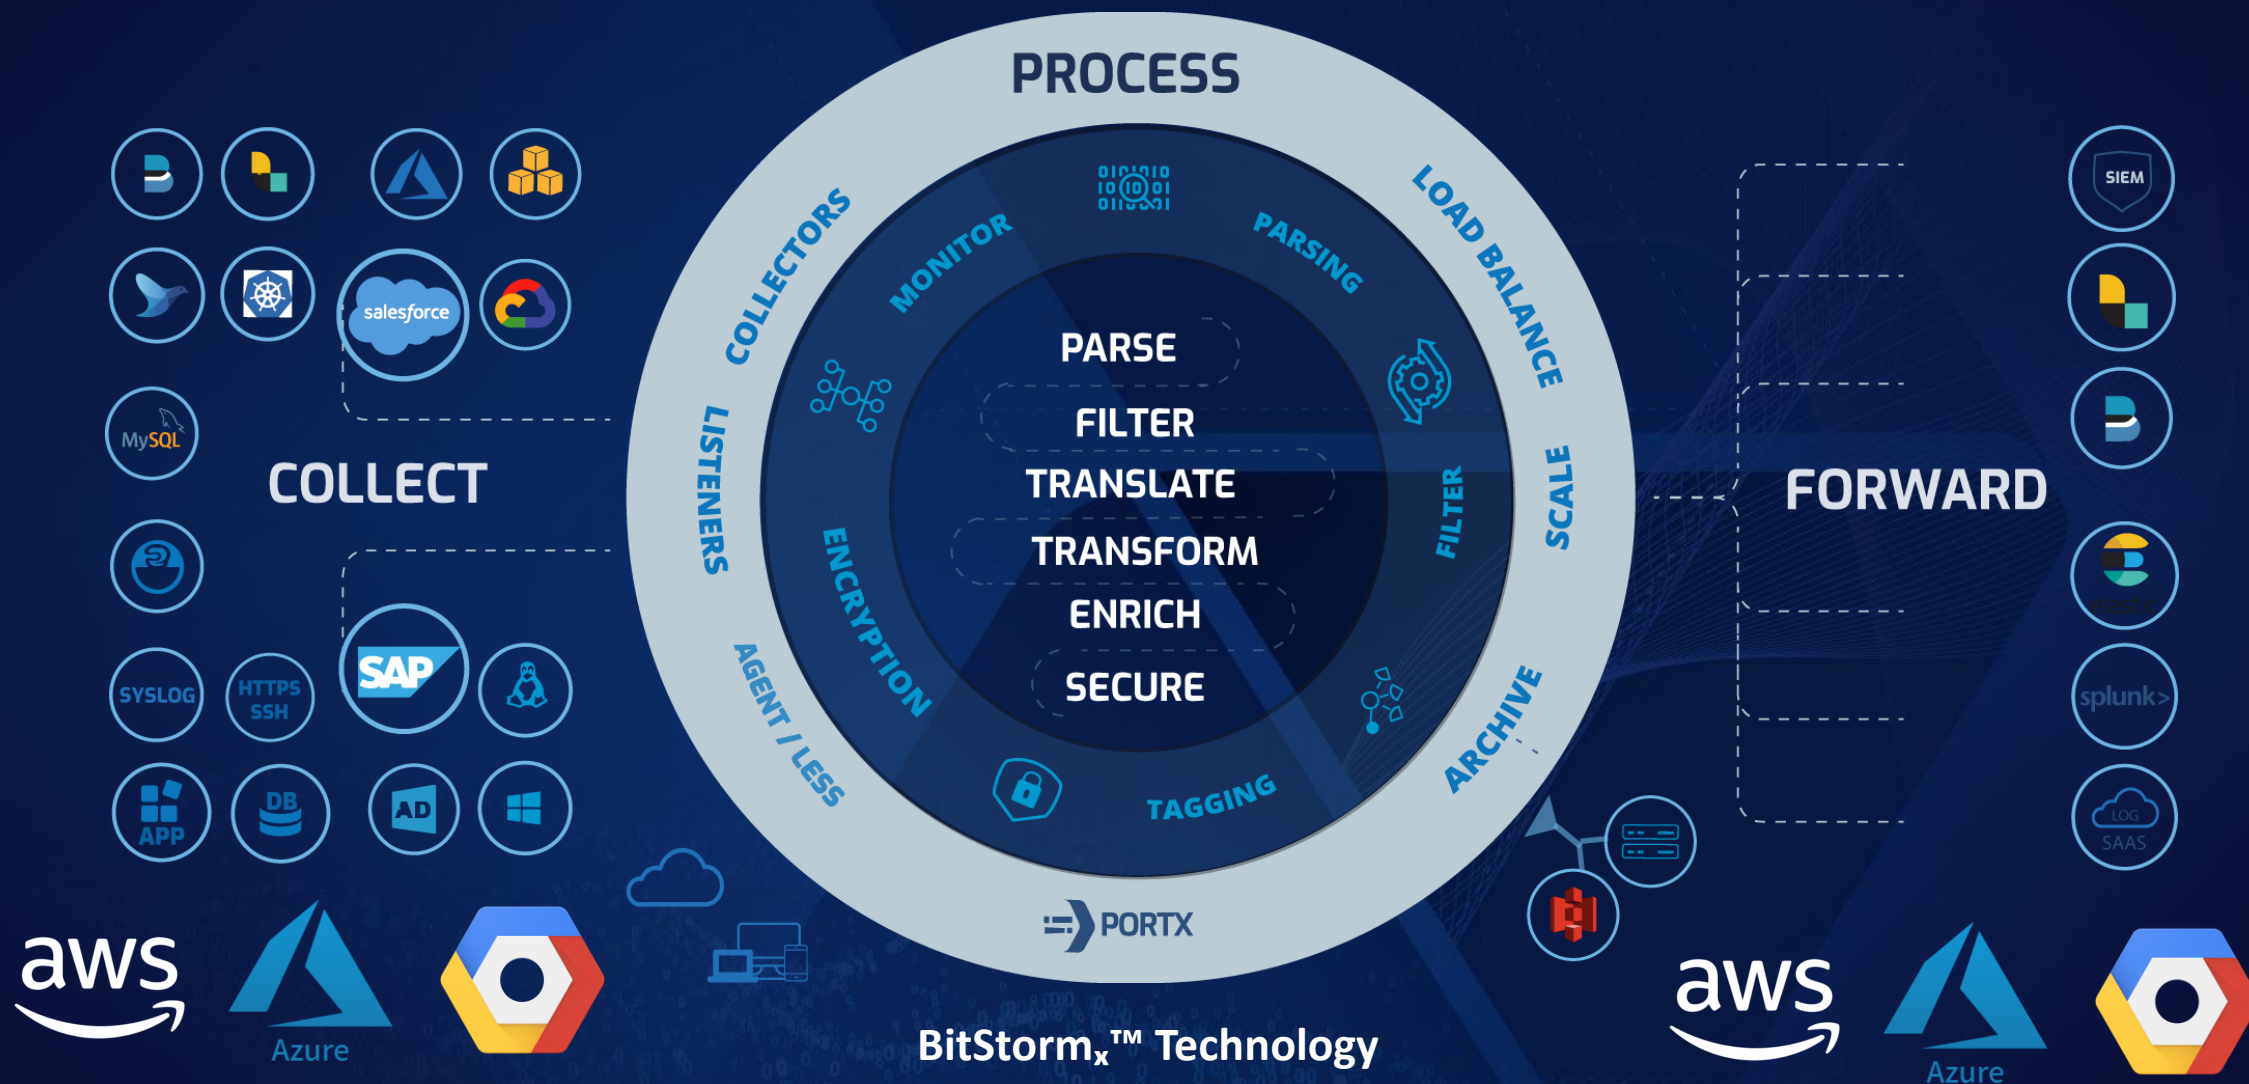 PROCESS
COLLECTORS
LISTENERS
AGENT / LESS
LOAD BALANCE
SCALE
ARCHIVE
MONITOR
PARSING
FILTER
TAGGING
ENCRYPTION
PARSE
FILTER
TRANSLATE
TRANSFORM
ENRICH
SECURE
PORTX
BitStormₓ™ Technology
salesforce
MySQL
COLLECT
SYSLOG
HTTPS
SSH
SAP
APP
DB
AD
aws
Azure
FORWARD
SIEM
elastic
splunk>
LOG
SAAS
aws
Azure